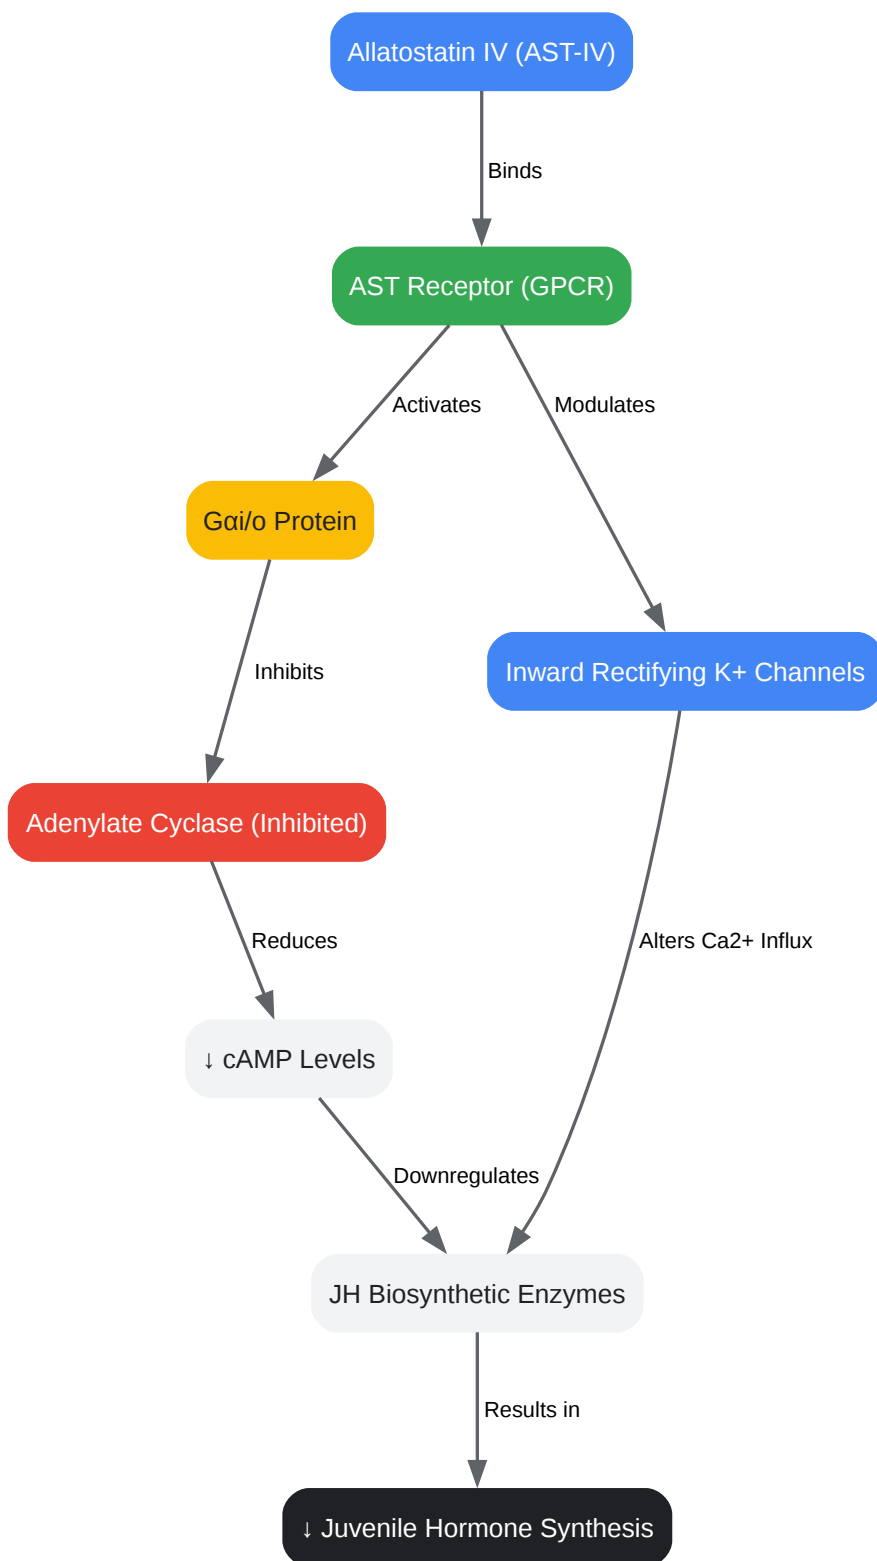 Allatostatin IV (AST-IV)
Binds
AST Receptor (GPCR)
Activates
Modulates
Gαi/o Protein
Inhibits
Inward Rectifying K+ Channels
Adenylate Cyclase (Inhibited)
Reduces
Alters Ca2+ Influx
↓ cAMP Levels
Downregulates
JH Biosynthetic Enzymes
Results in
↓ Juvenile Hormone Synthesis